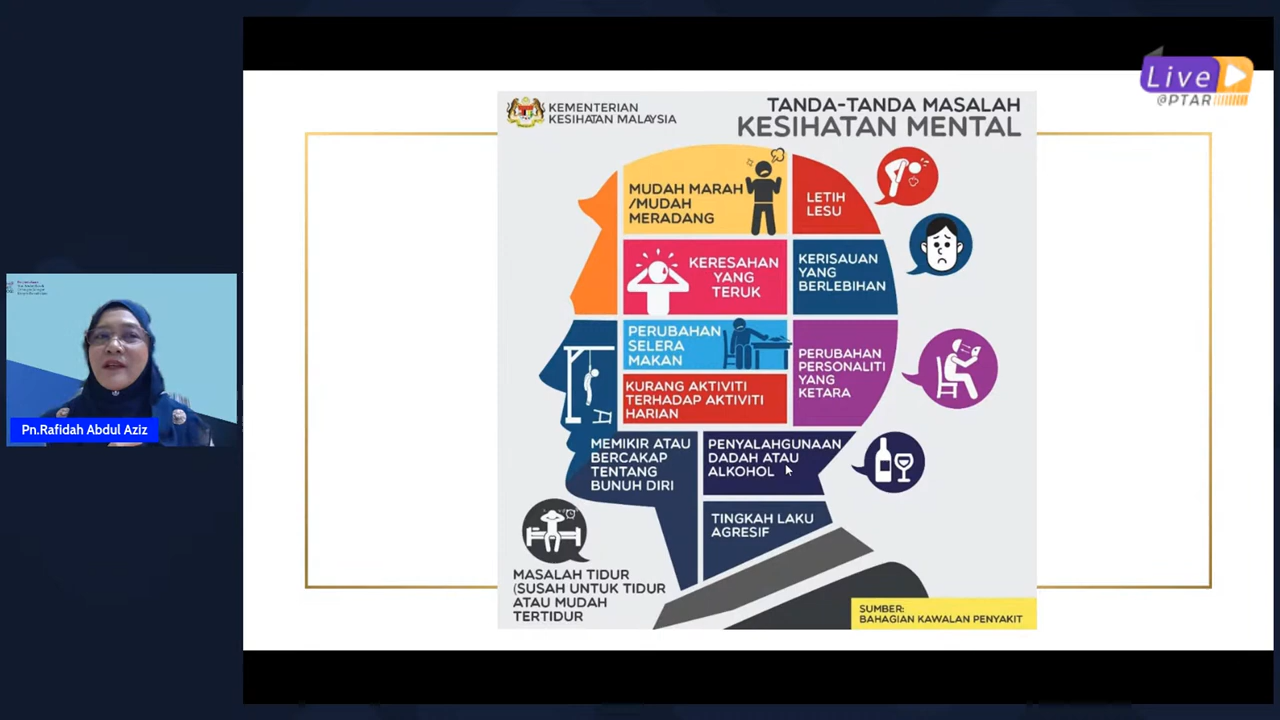 Live
@PTAR
KEMENTERIAN
KESIHATAN MALAYSIA
TANDA-TANDA MASALAH
KESIHATAN MENTAL
MUDAH MARAH
/MUDAH
MERADANG
LETIH
LESU
KERESAHAN
YANG
TERUK
KERISAUAN
YANG
BERLEBIHAN
PERUBAHAN
SELERA
MAKAN
PERUBAHAN
PERSONALITI
YANG
KETARA
KURANG AKTIVITI
TERHADAP AKTIVITI
HARIAN
MEMIKIR ATAU
BERCAKAP
TENTANG
BUNUH DIRI
PENYALAHGUNAAN
DADAH ATAU
ALKOHOL
TINGKAH LAKU
AGRESIF
MASALAH TIDUR
(SUSAH UNTUK TIDUR
ATAU MUDAH
TERTIDUR
SUMBER:
BAHAGIAN KAWALAN PENYAKIT
Pn.Rafidah Abdul Aziz